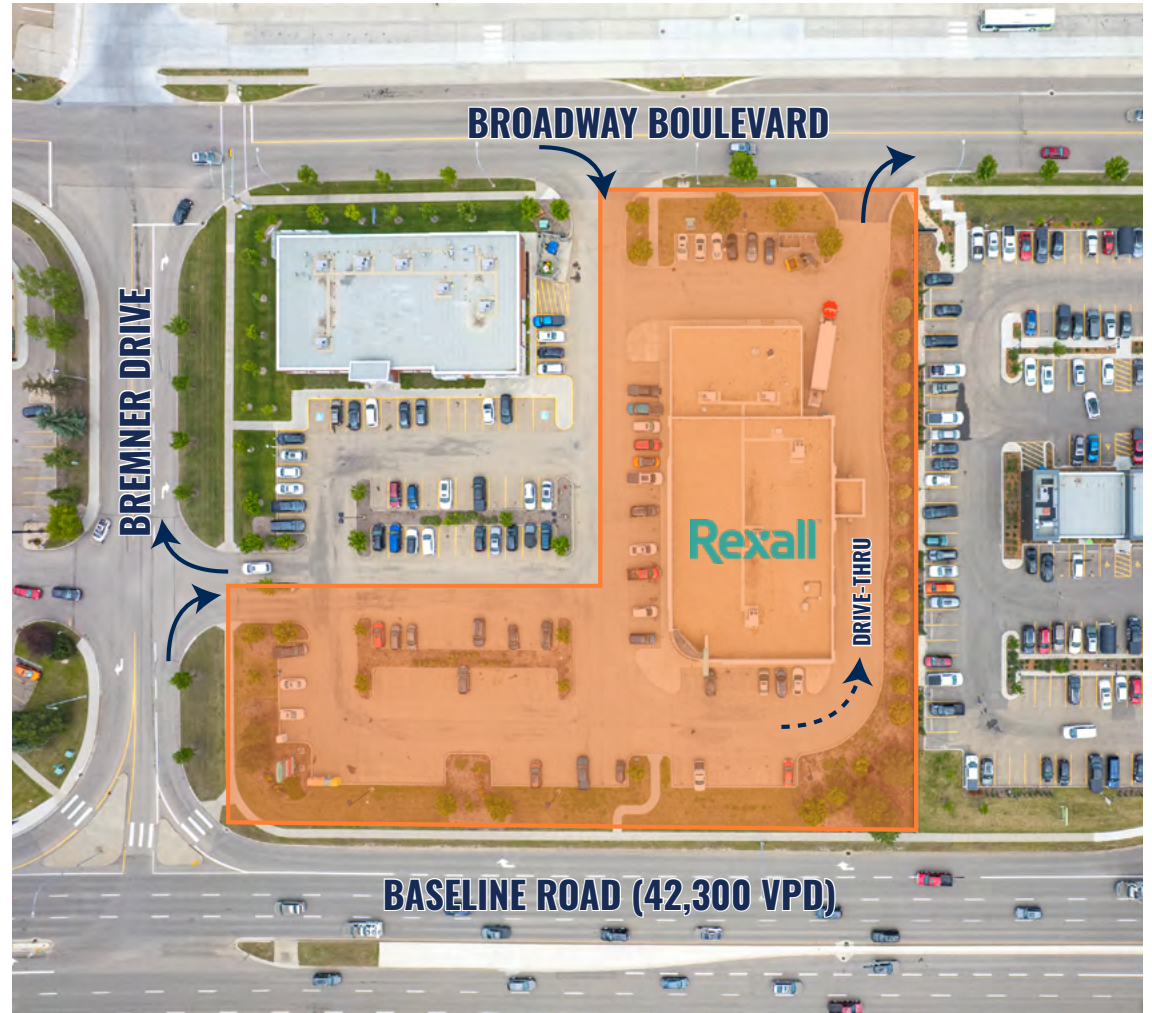 BROADWAY BOULEVARD
BREMNER DRIVE
Rexall
DRIVE-THRU
BASELINE ROAD (42,300 VPD)